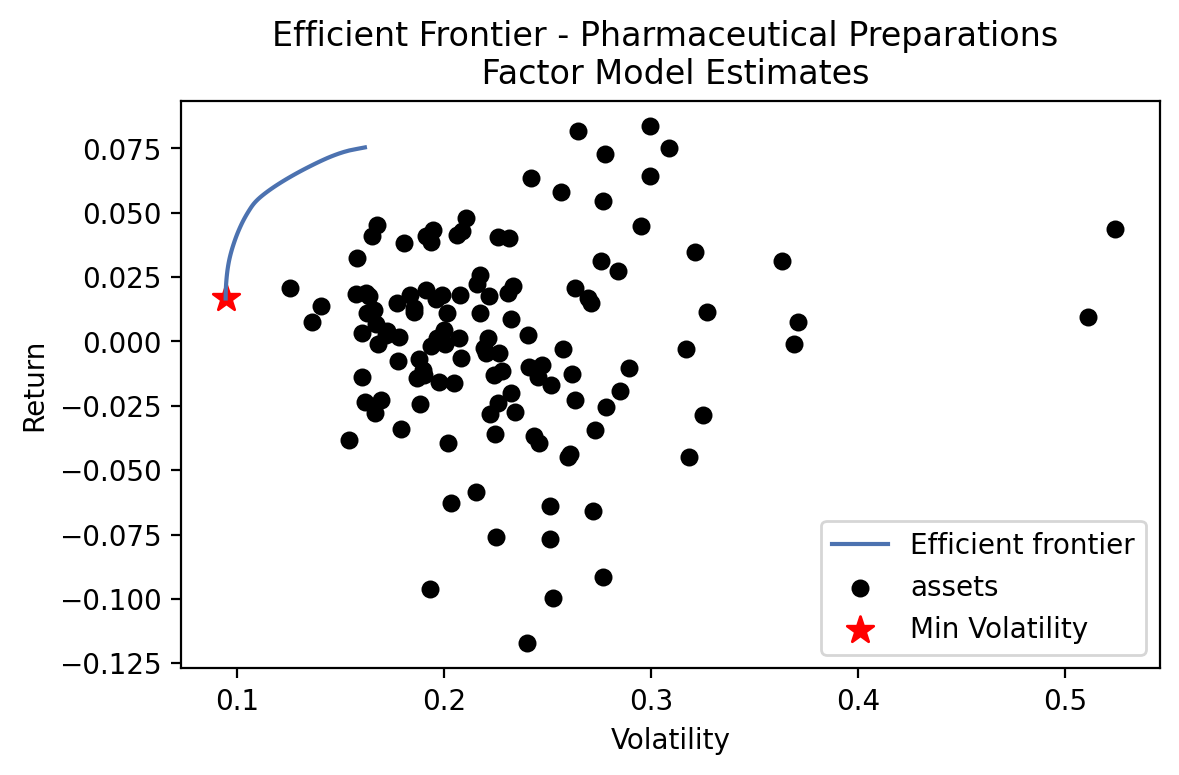 Efficient Frontier - Pharmaceutical Preparations
Factor Model Estimates
Return
0.075
0.050
0.025
0.000
−0.025
−0.050
−0.075
−0.100
−0.125
0.1
0.2
0.3
0.4
0.5
Volatility
Efficient frontier
assets
Min Volatility